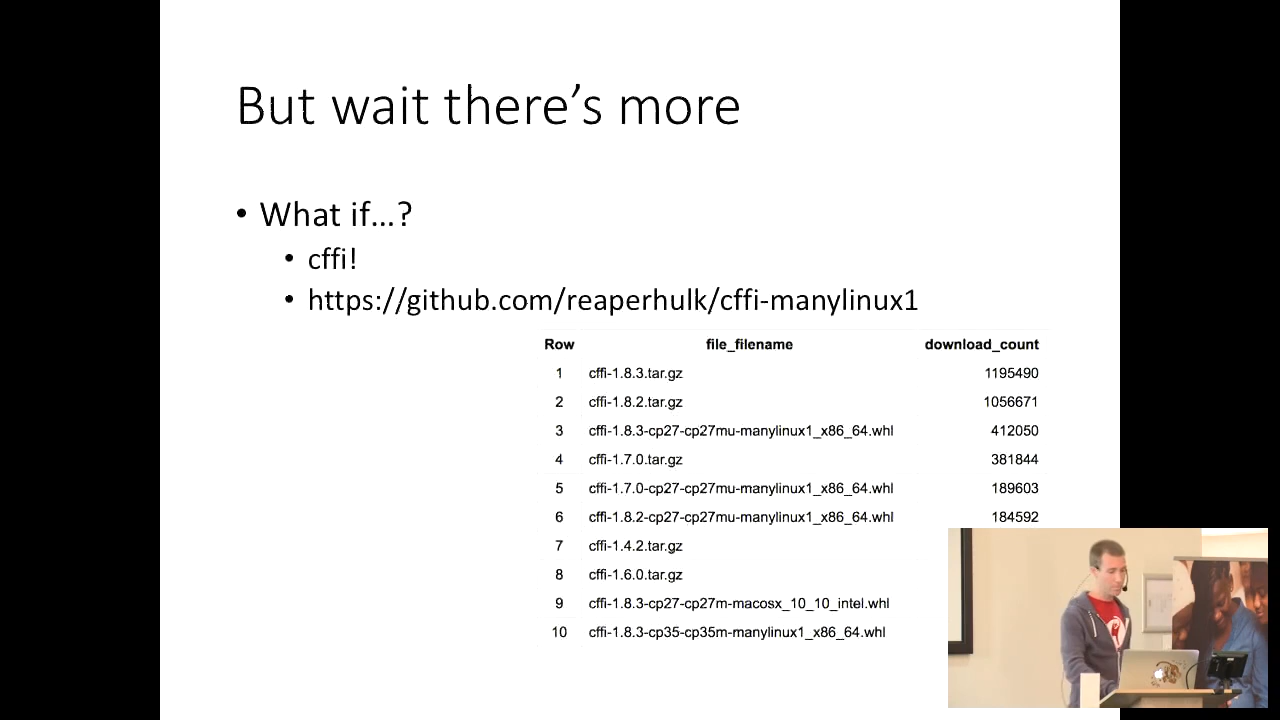 But wait there’s more
• What if…?
• cffi!
• https://github.com/reaperhulk/cffi-manylinux1
Row file_filename download_count
1 cffi-1.8.3.tar.gz 1195490
2 cffi-1.8.2.tar.gz 1056671
3 cffi-1.8.3-cp27-cp27mu-manylinux1_x86_64.whl 412050
4 cffi-1.7.0.tar.gz 381844
5 cffi-1.7.0-cp27-cp27mu-manylinux1_x86_64.whl 189603
6 cffi-1.8.2-cp27-cp27mu-manylinux1_x86_64.whl 184592
7 cffi-1.4.2.tar.gz
8 cffi-1.6.0.tar.gz
9 cffi-1.8.3-cp27-cp27m-macosx_10_10_intel.whl
10 cffi-1.8.3-cp35-cp35m-manylinux1_x86_64.whl